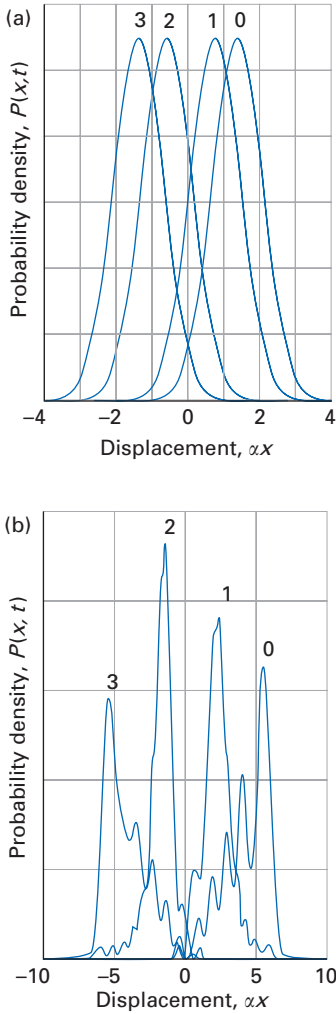 (a)
3 2 1 0
Probability density, P(x,t)
−4 −2 0 2 4
Displacement, αx
(b)
2
1
0
3
Probability density, P(x, t)
−10 −5 0 5 10
Displacement, αx